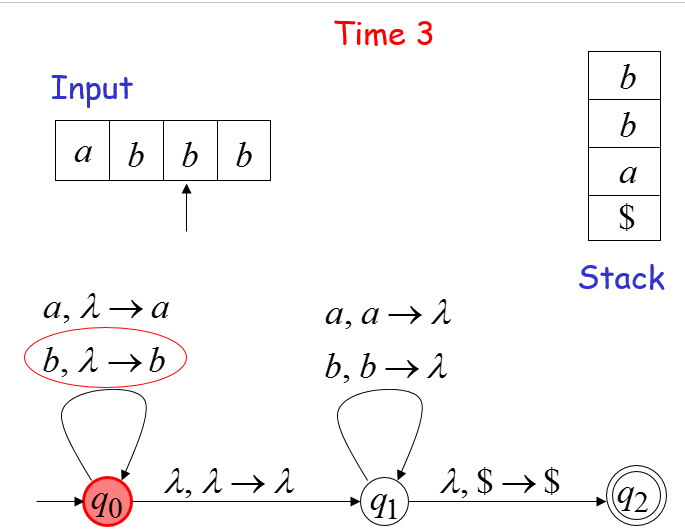 Time 3
Input
a b b b
b
b
a
$
Stack
a, λ → a
b, λ → b
a, a → λ
b, b → λ
λ, λ → λ
λ, $ → $
q0
q1
q2